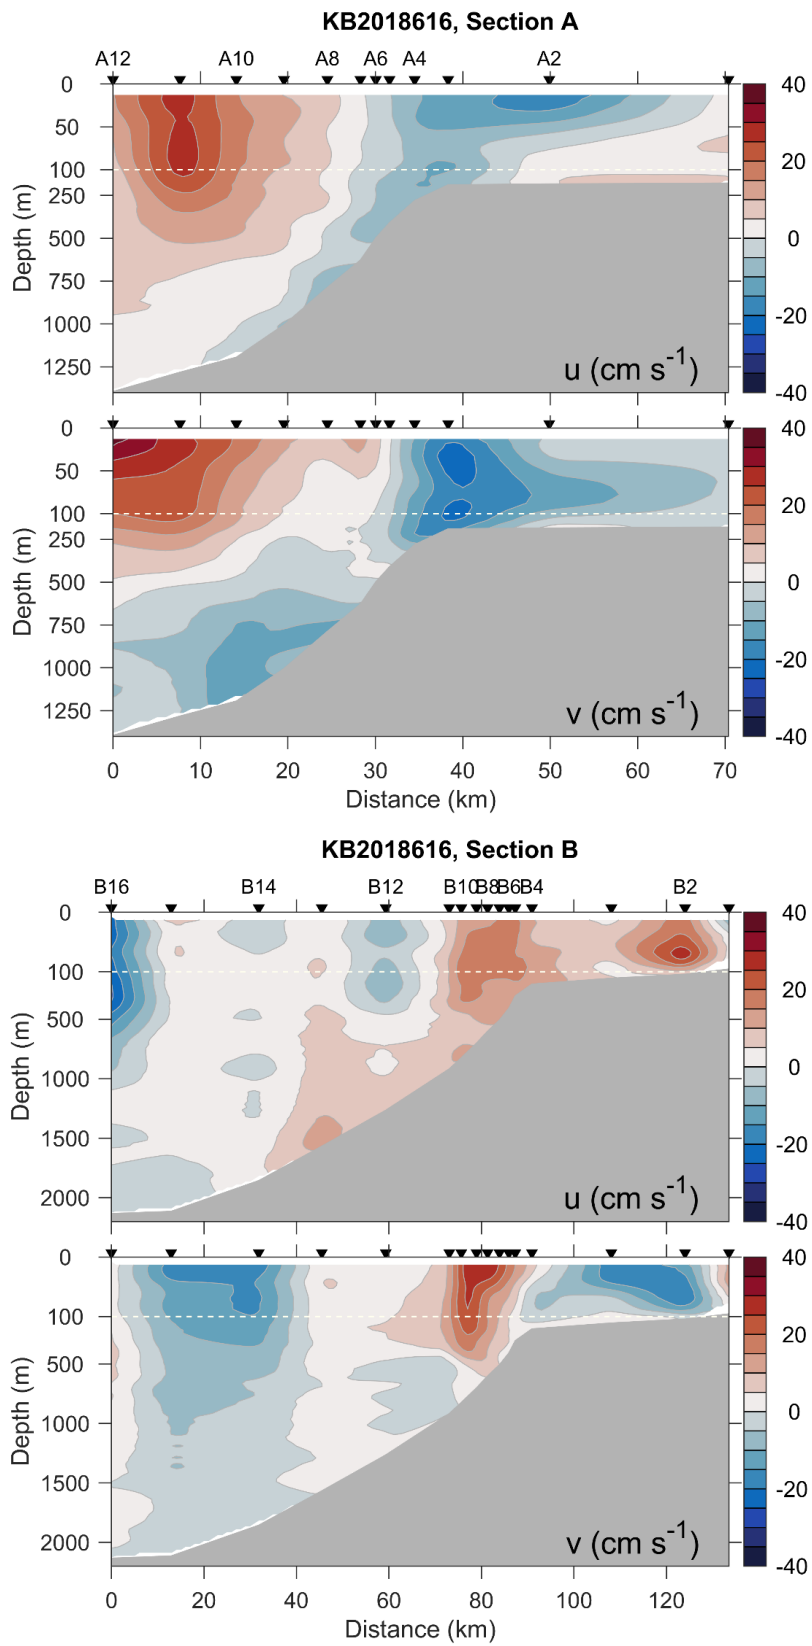 KB2018616, Section A
A12 A10 A8 A6 A4 A2
0 40
50
100 20
250
Depth (m)
500 0
750
1000 -20
1250
u (cm s-1)
-40
0 40
50
100 20
250
Depth (m)
500 0
750
1000 -20
1250
v (cm s-1)
-40
0 10 20 30 40 50 60 70
Distance (km)
KB2018616, Section B
B16 B14 B12 B10 B8 B6 B4 B2
0 40
100 20
500
Depth (m)
0
1000
1500 -20
2000
u (cm s-1)
-40
0 40
100 20
500
Depth (m)
0
1000
1500 -20
2000
v (cm s-1)
-40
0 20 40 60 80 100 120
Distance (km)